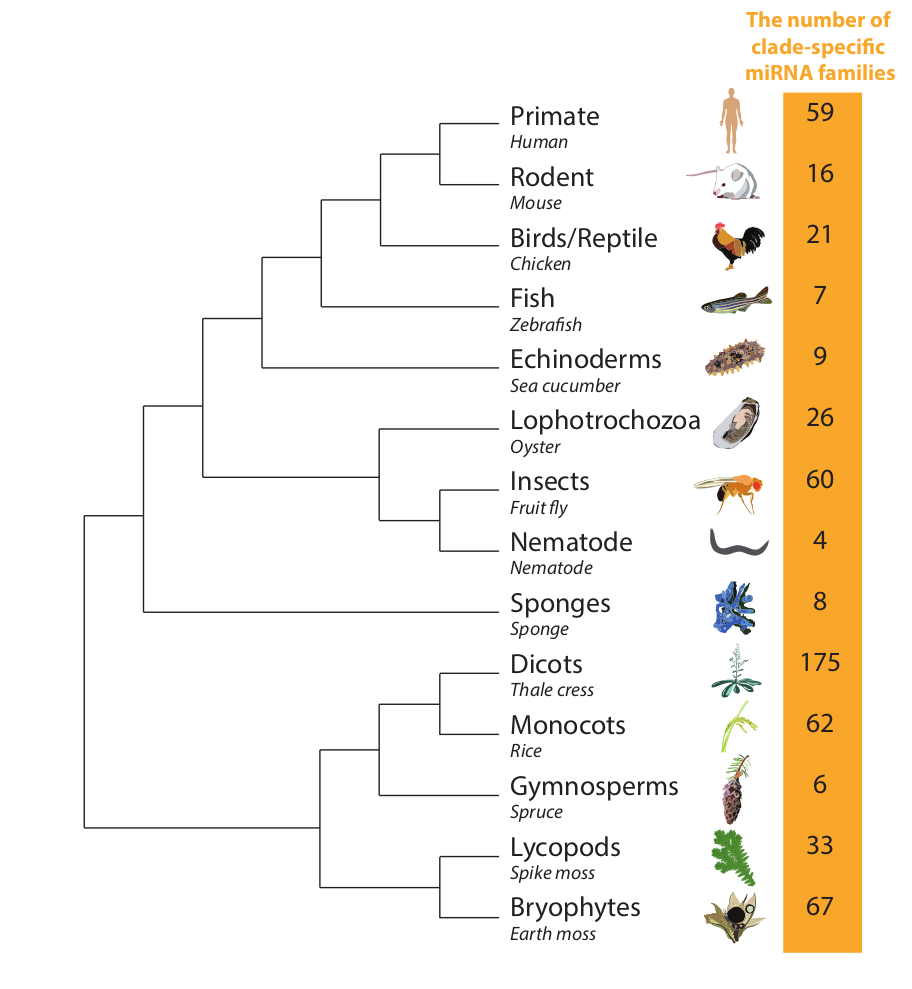 The number of
clade-specific
miRNA families
Primate
Human
59
Rodent
Mouse
16
Birds/Reptile
Chicken
21
Fish
Zebrafish
7
Echinoderms
Sea cucumber
9
Lophotrochozoa
Oyster
26
Insects
Fruit fly
60
Nematode
Nematode
4
Sponges
Sponge
8
Dicots
Thale cress
175
Monocots
Rice
62
Gymnosperms
Spruce
6
Lycopods
Spike moss
33
Bryophytes
Earth moss
67